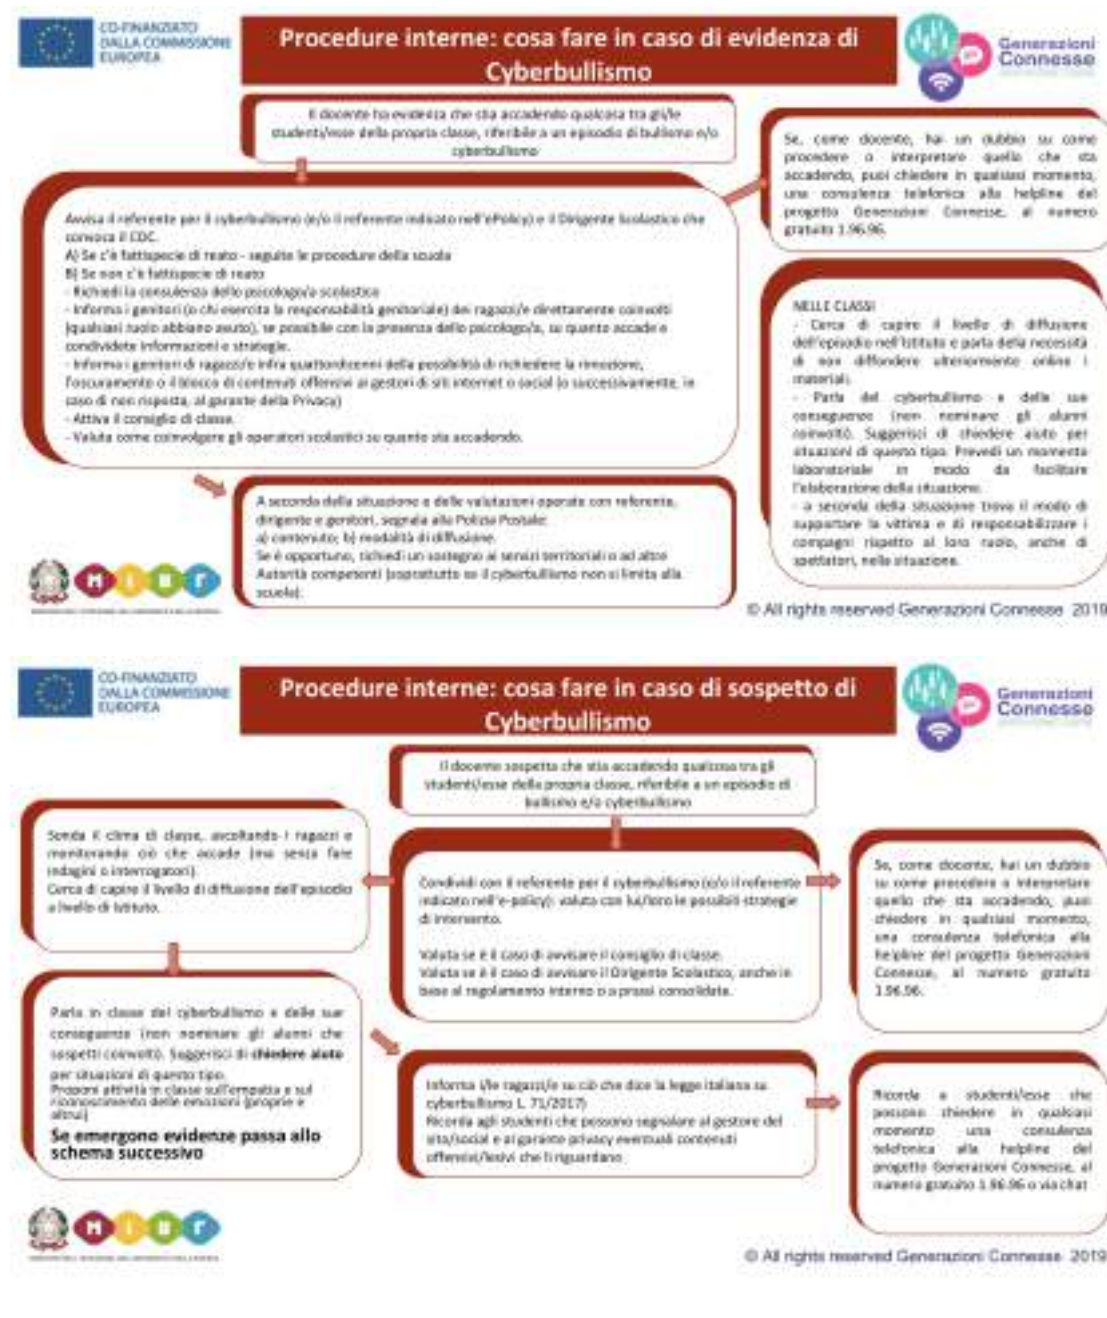 CO-FINANZIATO
DALLA COMMISSIONE
EUROPEA
Procedure interne: cosa fare in caso di evidenza di
Cyberbullismo
Generazioni
Connesse
Il docente ha evidenza che stia accadendo qualcosa tra gli/le
studenti/esse della propria classe, riferibile a un episodio di bullismo e/o
cyberbullismo
Se, come docente, hai un dubbio su come
procedere o interpretare quello che sta
accadendo, puoi chiedere in qualsiasi momento,
una consulenza telefonica alla helpline del
progetto Generazioni Connesse, al numero
gratuito 1.96.96.
Avvisa il referente per il cyberbullismo (e/o il referente indicato nell'ePolicy) e il Dirigente Scolastico che
convoca il CDC.
A) Se c'è fattispecie di reato - seguite le procedure della scuola
B) Se non c'è fattispecie di reato
- Richiedi la consulenza dello psicologo/a scolastico
- Informa i genitori (o chi esercita la responsabilità genitoriale) dei ragazzi/e direttamente coinvolti
(qualsiasi ruolo abbiano avuto), se possibile con la presenza dello psicologo/a, su quanto accade e
condividete informazioni e strategie.
- Informa i genitori di ragazzi/e infra quattordicenni della possibilità di richiedere la rimozione,
l'oscuramento o il blocco di contenuti offensivi ai gestori di siti internet o social (o successivamente, in
caso di non risposta, al garante della Privacy)
- Attiva il consiglio di classe.
- Valuta come coinvolgere gli operatori scolastici su quanto sta accadendo.
NELLE CLASSI
- Cerca di capire il livello di diffusione
dell'episodio nell'Istituto e parla della necessità
di non diffondere ulteriormente online i
materiali.
- Parla del cyberbullismo e delle sue
conseguenze (non nominare gli alunni
coinvolti). Suggerisci di chiedere aiuto per
situazioni di questo tipo. Prevedi un momento
laboratoriale in modo da facilitare
l'elaborazione della situazione.
- a seconda della situazione trova il modo di
supportare la vittima e di responsabilizzare i
compagni rispetto al loro ruolo, anche di
spettatori, nella situazione.
A seconda della situazione e delle valutazioni operate con referente,
dirigente e genitori, segnala alla Polizia Postale:
a) contenuto; b) modalità di diffusione.
Se è opportuno, richiedi un sostegno ai servizi territoriali o ad altre
Autorità competenti (soprattutto se il cyberbullismo non si limita alla
scuola).
MIUR
© All rights reserved Generazioni Connesse 2019
CO-FINANZIATO
DALLA COMMISSIONE
EUROPEA
Procedure interne: cosa fare in caso di sospetto di
Cyberbullismo
Generazioni
Connesse
Il docente sospetta che stia accadendo qualcosa tra gli
studenti/esse della propria classe, riferibile a un episodio di
bullismo e/o cyberbullismo
Sonda il clima di classe, ascoltando i ragazzi e
monitorando ciò che accade (ma senza fare
indagini o interrogatori).
Cerca di capire il livello di diffusione dell'episodio
a livello di Istituto.
Condividi con il referente per il cyberbullismo (e/o il referente
indicato nell'e-policy): valuta con lui/loro le possibili strategie
di intervento.
Valuta se è il caso di avvisare il consiglio di classe.
Valuta se è il caso di avvisare il Dirigente Scolastico, anche in
base al regolamento interno o a prassi consolidate.
Se, come docente, hai un dubbio
su come procedere o interpretare
quello che sta accadendo, puoi
chiedere in qualsiasi momento,
una consulenza telefonica alla
helpline del progetto Generazioni
Connesse, al numero gratuito
1.96.96.
Parla in classe del cyberbullismo e delle sue
conseguenze (non nominare gli alunni che
sospetti coinvolti). Suggerisci di chiedere aiuto
per situazioni di questo tipo.
Proponi attività in classe sull'empatia e sul
riconoscimento delle emozioni (proprie e
altrui)
Se emergono evidenze passa allo
schema successivo
Informa i/le ragazzi/e su ciò che dice la legge italiana su
cyberbullismo L. 71/2017)
Ricorda agli studenti che possono segnalare al gestore del
sito/social e al garante privacy eventuali contenuti
offensivi/lesivi che li riguardano
Ricorda a studenti/esse che
possono chiedere in qualsiasi
momento una consulenza
telefonica alla helpline del
progetto Generazioni Connesse, al
numero gratuito 1.96.96 o via chat
MIUR
© All rights reserved Generazioni Connesse 2019